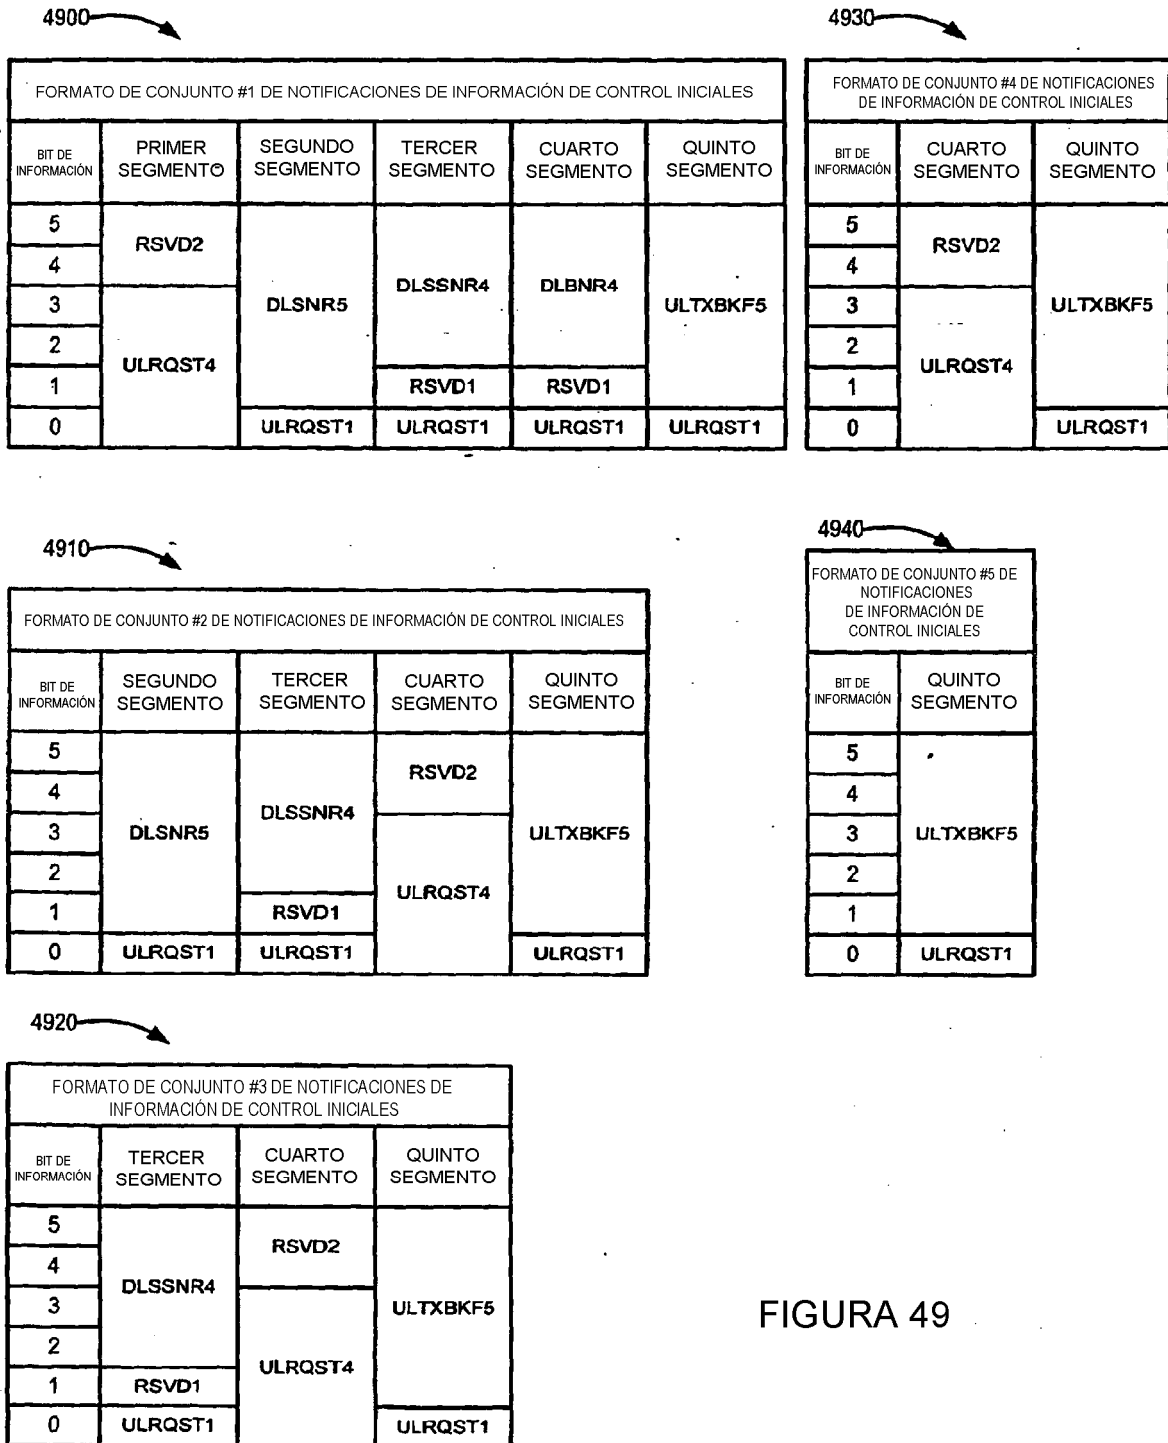 4900
FORMATO DE CONJUNTO #1 DE NOTIFICACIONES DE INFORMACIÓN DE CONTROL INICIALES
BIT DE INFORMACIÓN
PRIMER SEGMENTO
SEGUNDO SEGMENTO
TERCER SEGMENTO
CUARTO SEGMENTO
QUINTO SEGMENTO
5
4
3
2
1
0
RSVD2
ULRQST4
DLSNR5
ULRQST1
DLSSNR4
RSVD1
ULRQST1
DLBNR4
RSVD1
ULRQST1
ULTXBKF5
ULRQST1
4930
FORMATO DE CONJUNTO #4 DE NOTIFICACIONES
DE INFORMACIÓN DE CONTROL INICIALES
BIT DE INFORMACIÓN
CUARTO SEGMENTO
QUINTO SEGMENTO
5
4
3
2
1
0
RSVD2
ULRQST4
ULTXBKF5
ULRQST1
4910
FORMATO DE CONJUNTO #2 DE NOTIFICACIONES DE INFORMACIÓN DE CONTROL INICIALES
BIT DE INFORMACIÓN
SEGUNDO SEGMENTO
TERCER SEGMENTO
CUARTO SEGMENTO
QUINTO SEGMENTO
5
4
3
2
1
0
DLSNR5
ULRQST1
DLSSNR4
RSVD1
ULRQST1
RSVD2
ULRQST4
ULTXBKF5
ULRQST1
4940
FORMATO DE CONJUNTO #5 DE
NOTIFICACIONES
DE INFORMACIÓN DE
CONTROL INICIALES
BIT DE INFORMACIÓN
QUINTO SEGMENTO
5
4
3
2
1
0
ULTXBKF5
ULRQST1
4920
FORMATO DE CONJUNTO #3 DE NOTIFICACIONES DE
INFORMACIÓN DE CONTROL INICIALES
BIT DE INFORMACIÓN
TERCER SEGMENTO
CUARTO SEGMENTO
QUINTO SEGMENTO
5
4
3
2
1
0
DLSSNR4
RSVD1
ULRQST1
RSVD2
ULRQST4
ULTXBKF5
ULRQST1
FIGURA 49